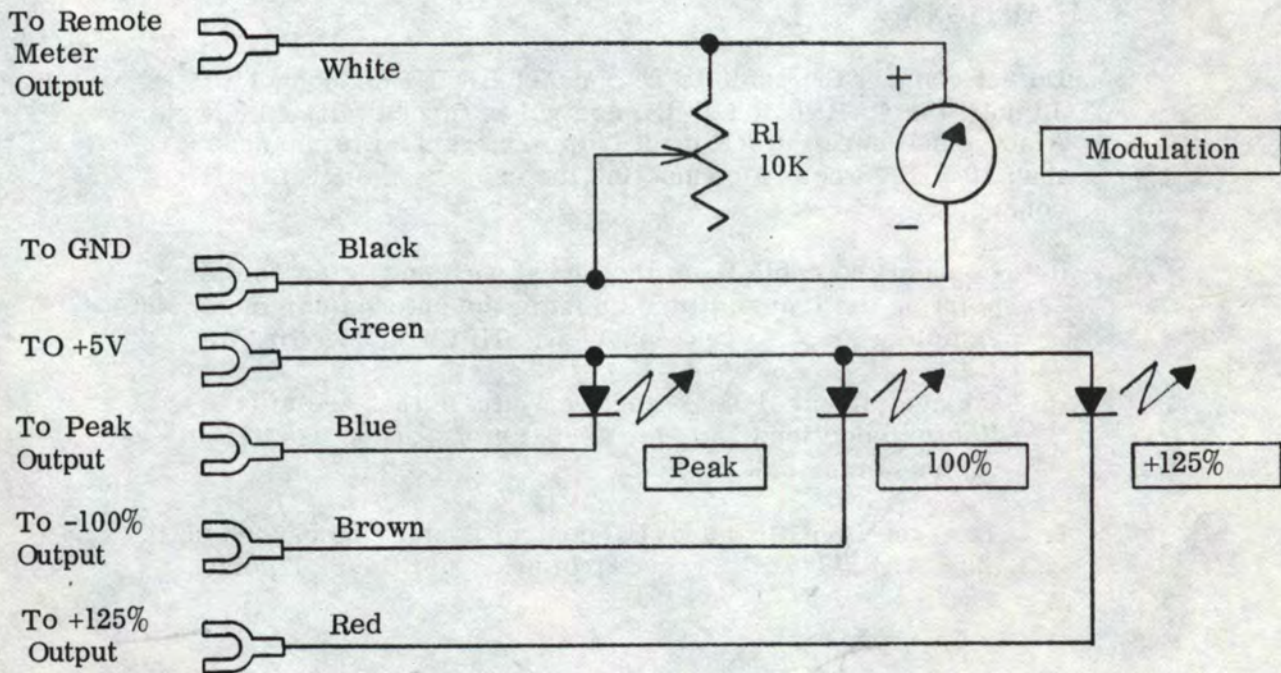 To Remote
Meter
Output
White
+
R1
10K
Modulation
-
To GND
Black
TO +5V
Green
To Peak
Output
Blue
Peak
100%
+125%
To -100%
Output
Brown
To +125%
Output
Red